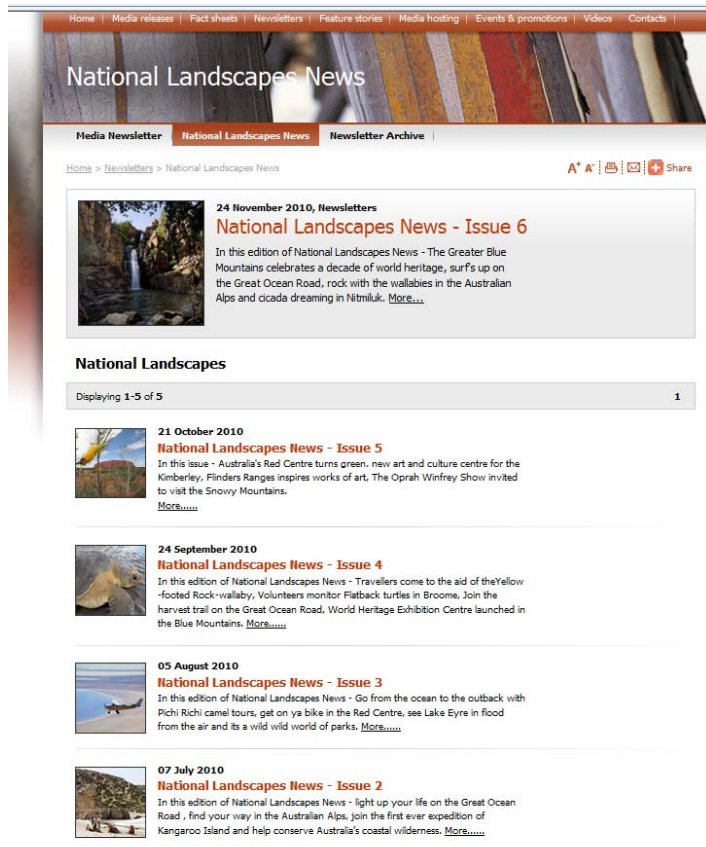 Home | Media releases | Fact sheets | Newsletters | Feature stories | Media hosting | Events & promotions | Videos | Contacts |
National Landscapes News
Media Newsletter | National Landscapes News | Newsletter Archive |
Home > Newsletters > National Landscapes News
A+ A- Share
24 November 2010, Newsletters
National Landscapes News - Issue 6
In this edition of National Landscapes News - The Greater Blue
Mountains celebrates a decade of world heritage, surf's up on
the Great Ocean Road, rock with the wallabies in the Australian
Alps and cicada dreaming in Nitmiluk. More...
National Landscapes
Displaying 1-5 of 5 1
21 October 2010
National Landscapes News - Issue 5
In this issue - Australia's Red Centre turns green. new art and culture centre for the
Kimberley, Flinders Ranges inspires works of art, The Oprah Winfrey Show invited
to visit the Snowy Mountains.
More......
24 September 2010
National Landscapes News - Issue 4
In this edition of National Landscapes News - Travellers come to the aid of theYellow
-footed Rock-wallaby, Volunteers monitor Flatback turtles in Broome, Join the
harvest trail on the Great Ocean Road, World Heritage Exhibition Centre launched in
the Blue Mountains. More......
05 August 2010
National Landscapes News - Issue 3
In this edition of National Landscapes News - Go from the ocean to the outback with
Pichi Richi camel tours, get on ya bike in the Red Centre, see Lake Eyre in flood
from the air and its a wild wild world of parks. More......
07 July 2010
National Landscapes News - Issue 2
In this edition of National Landscapes News - light up your life on the Great Ocean
Road , find your way in the Australian Alps, join the first ever expedition of
Kangaroo Island and help conserve Australia's coastal wilderness. More......